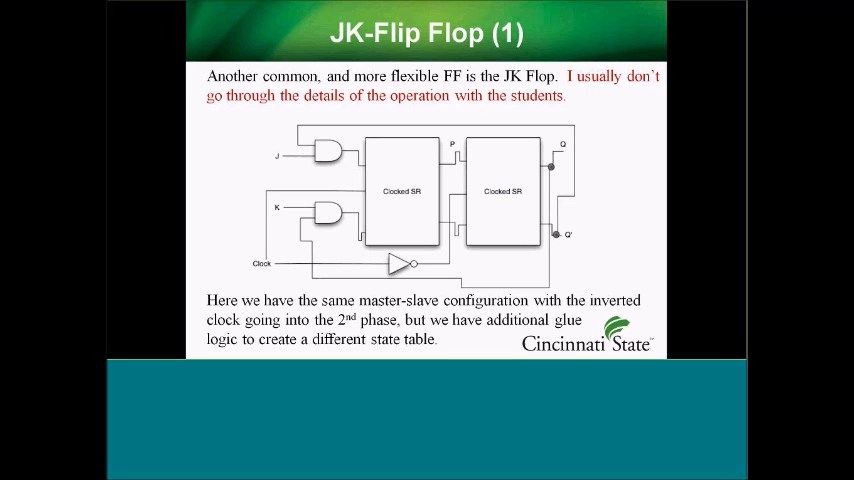 JK-Flip Flop (1)
Another common, and more flexible FF is the JK Flop. I usually don't
go through the details of the operation with the students.
P
Q
J
Clocked SR
Clocked SR
K
Q'
Clock
Here we have the same master-slave configuration with the inverted
clock going into the 2nd phase, but we have additional glue
logic to create a different state table.
Cincinnati State